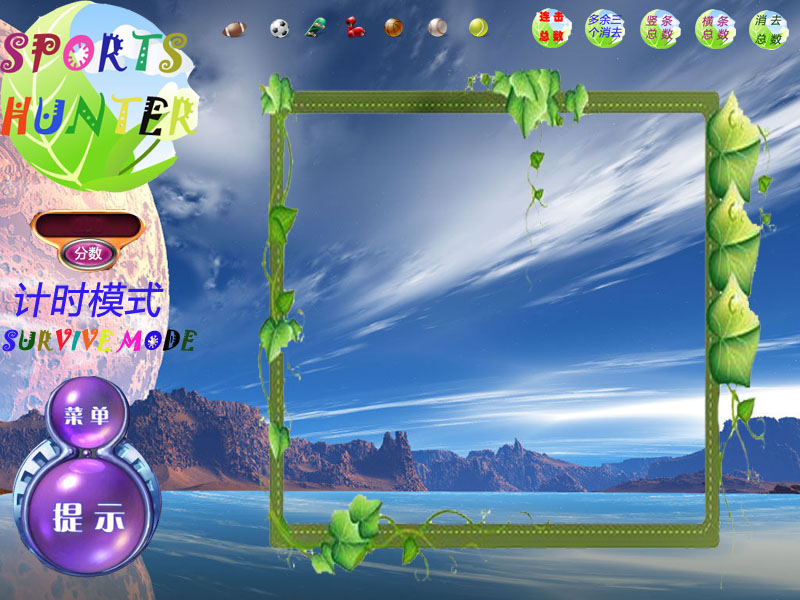 SPORTS
HUNTER
连击
总数
多余三
个消去
竖条
总数
横条
总数
消去
总数
分数
计时模式
SURVIVE MODE
菜单
提示